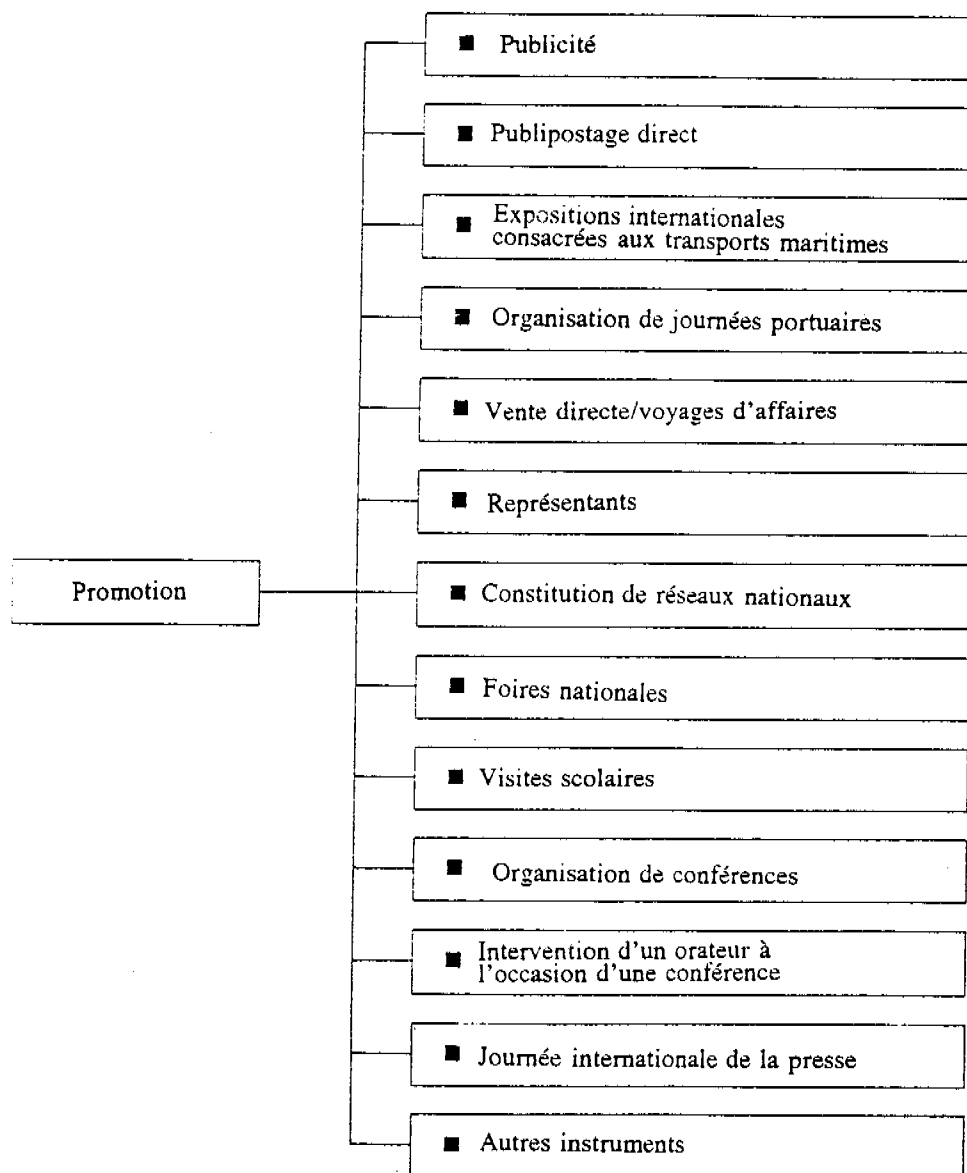 ■ Publicité
■ Publipostage direct
■ Expositions internationales
consacrées aux transports maritimes
■ Organisation de journées portuaires
■ Vente directe/voyages d'affaires
■ Représentants
Promotion
■ Constitution de réseaux nationaux
■ Foires nationales
■ Visites scolaires
■ Organisation de conférences
■ Intervention d'un orateur à
l'occasion d'une conférence
■ Journée internationale de la presse
■ Autres instruments